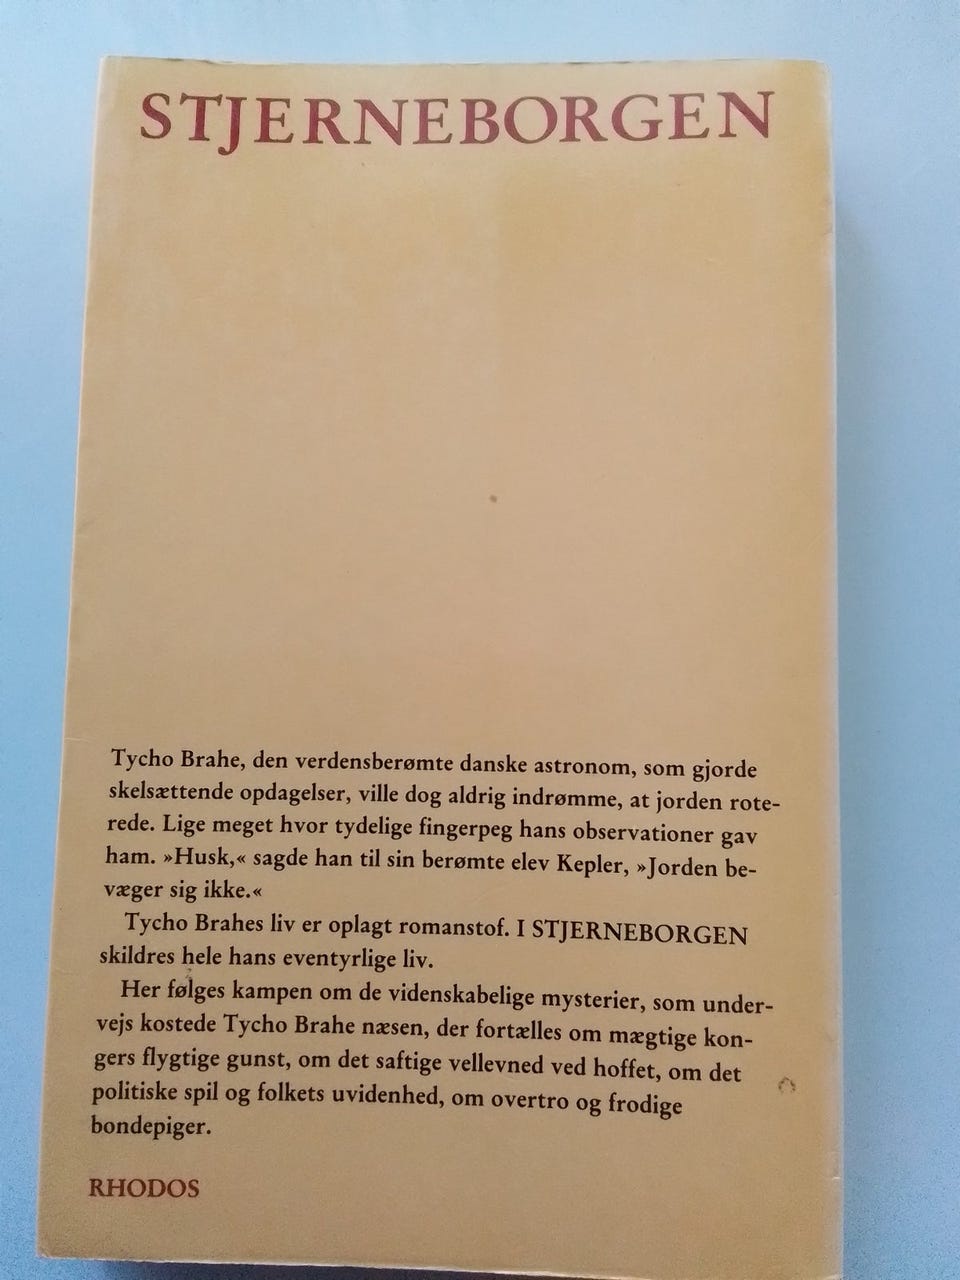 STJERNEBORGEN
Tycho Brahe, den verdensberømte danske astronom, som gjorde
skelsættende opdagelser, ville dog aldrig indrømme, at jorden rote-
rede. Lige meget hvor tydelige fingerpeg hans observationer gav
ham. »Husk,« sagde han til sin berømte elev Kepler, »Jorden be-
væger sig ikke.«
Tycho Brahes liv er oplagt romanstof. I STJERNEBORGEN
skildres hele hans eventyrlige liv.
Her følges kampen om de videnskabelige mysterier, som under-
vejs kostede Tycho Brahe næsen, der fortælles om mægtige kon-
gers flygtige gunst, om det saftige vellevned ved hoffet, om det
politiske spil og folkets uvidenhed, om overtro og frodige
bondepiger.
RHODOS